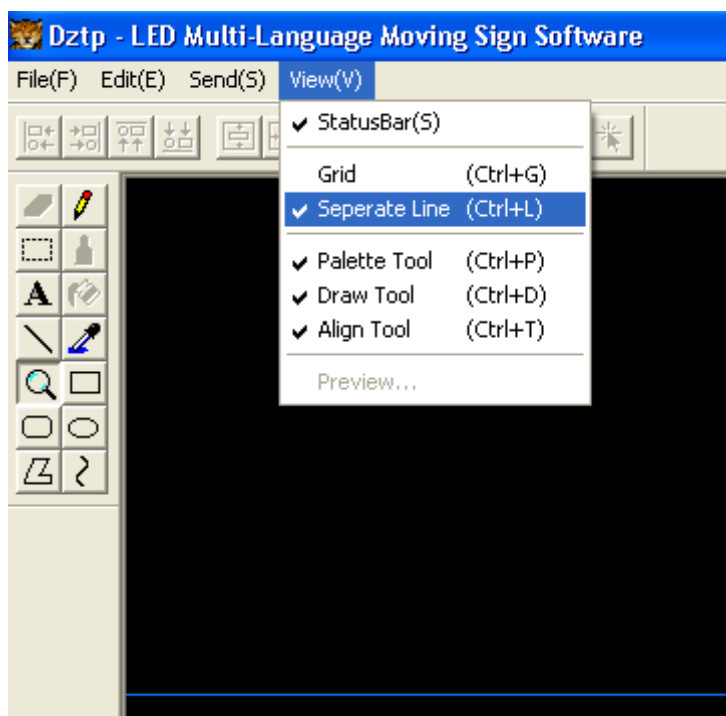 Dztp - LED Multi-Language Moving Sign Software
File(F) Edit(E) Send(S) View(V)
StatusBar(S)
Grid (Ctrl+G)
Seperate Line (Ctrl+L)
Palette Tool (Ctrl+P)
Draw Tool (Ctrl+D)
Align Tool (Ctrl+T)
Preview...
A